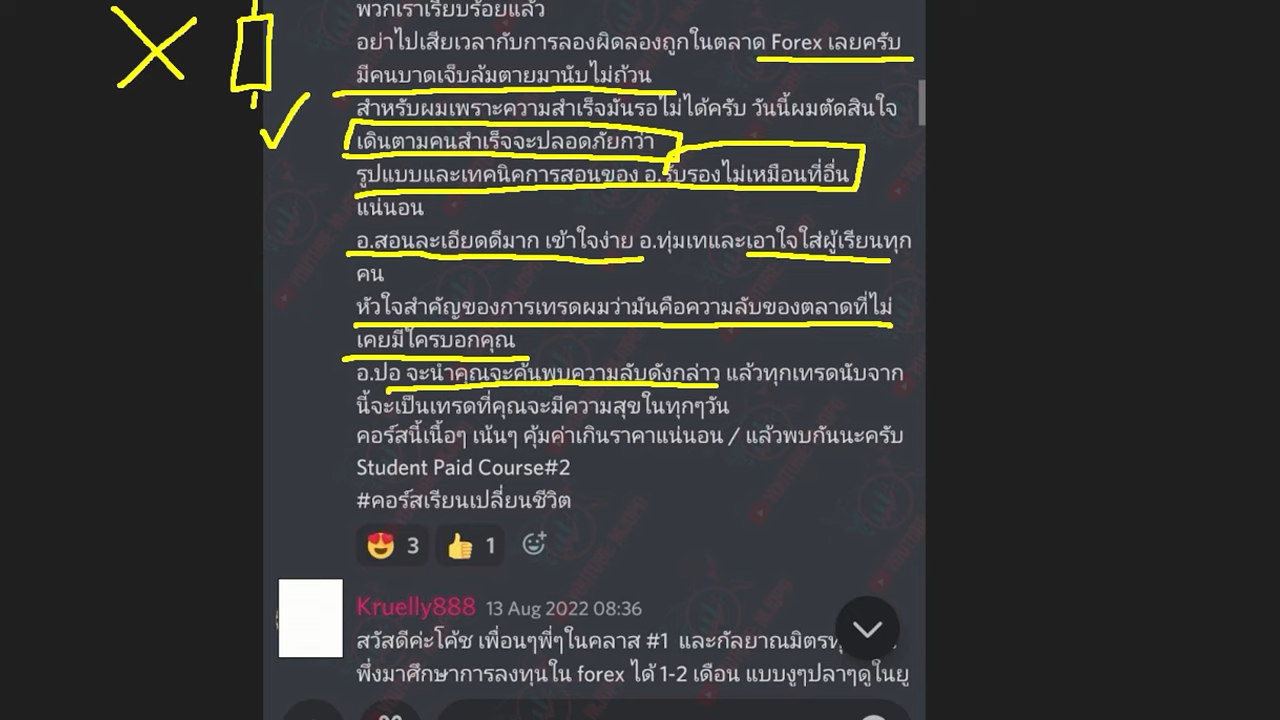 พวกเราเรียบร้อยแล้ว
อย่าไปเสียเวลากับการลองผิดลองถูกในตลาด Forex เลยครับ
มีคนบาดเจ็บล้มตายมานับไม่ถ้วน
สำหรับผมเพราะความสำเร็จมันรอไม่ได้ครับ วันนี้ผมตัดสินใจ
เดินตามคนสำเร็จจะปลอดภัยกว่า
รูปแบบและเทคนิคการสอนของ อ.รับรองไม่เหมือนที่อื่น
แน่นอน
อ.สอนละเอียดดีมาก เข้าใจง่าย อ.ทุ่มเทและเอาใจใส่ผู้เรียนทุก
คน
หัวใจสำคัญของการเทรดผมว่ามันคือความลับของตลาดที่ไม่
เคยมีใครบอกคุณ
อ.ปอ จะนำคุณจะค้นพบความลับดังกล่าว แล้วทุกเทรดนับจาก
นี้จะเป็นเทรดที่คุณจะมีความสุขในทุกๆวัน
คอร์สนี้เนื้อๆ เน้นๆ คุ้มค่าเกินราคาแน่นอน / แล้วพบกันนะครับ
Student Paid Course#2
#คอร์สเรียนเปลี่ยนชีวิต
3 1
Kruelly888 13 Aug 2022 08:36
สวัสดีค่ะโค้ช เพื่อนๆพี่ๆในคลาส #1 และกัลยาณมิตร
พึ่งมาศึกษาการลงทุนใน forex ได้ 1-2 เดือน แบบงูๆปลาๆดูในยู